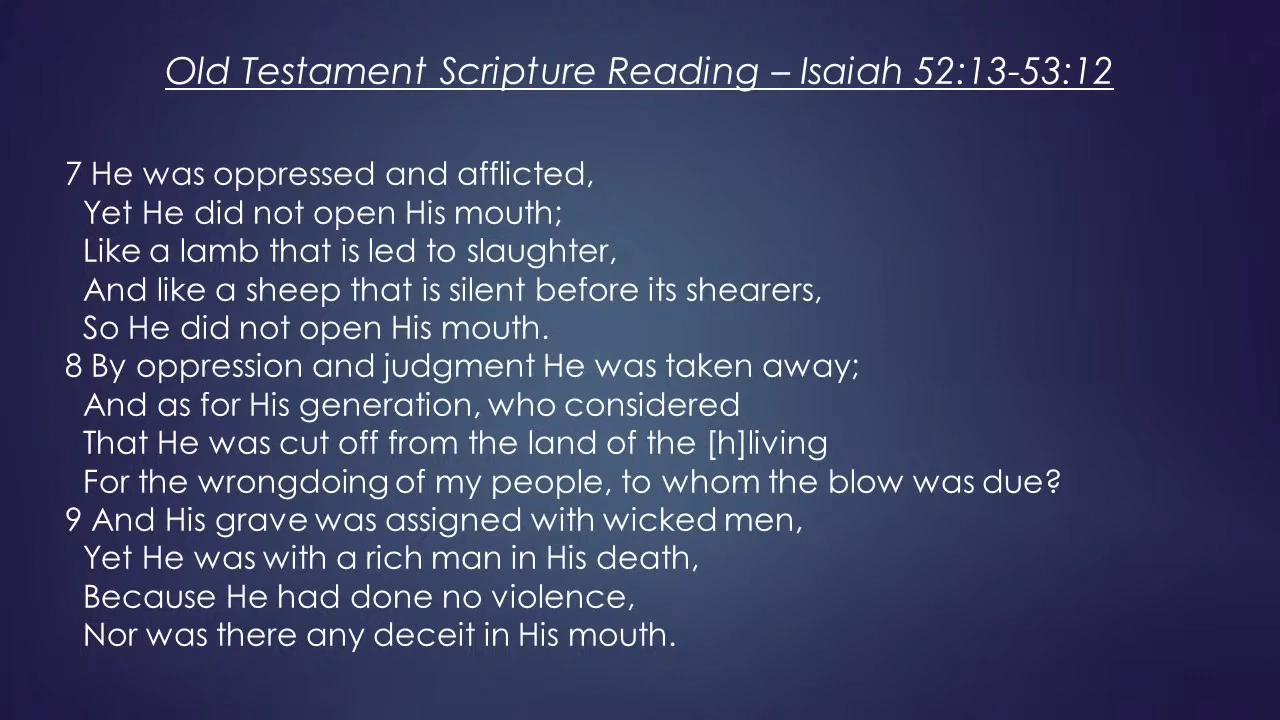 Old Testament Scripture Reading – Isaiah 52:13-53:12
7 He was oppressed and afflicted,
Yet He did not open His mouth;
Like a lamb that is led to slaughter,
And like a sheep that is silent before its shearers,
So He did not open His mouth.
8 By oppression and judgment He was taken away;
And as for His generation, who considered
That He was cut off from the land of the [h]living
For the wrongdoing of my people, to whom the blow was due?
9 And His grave was assigned with wicked men,
Yet He was with a rich man in His death,
Because He had done no violence,
Nor was there any deceit in His mouth.